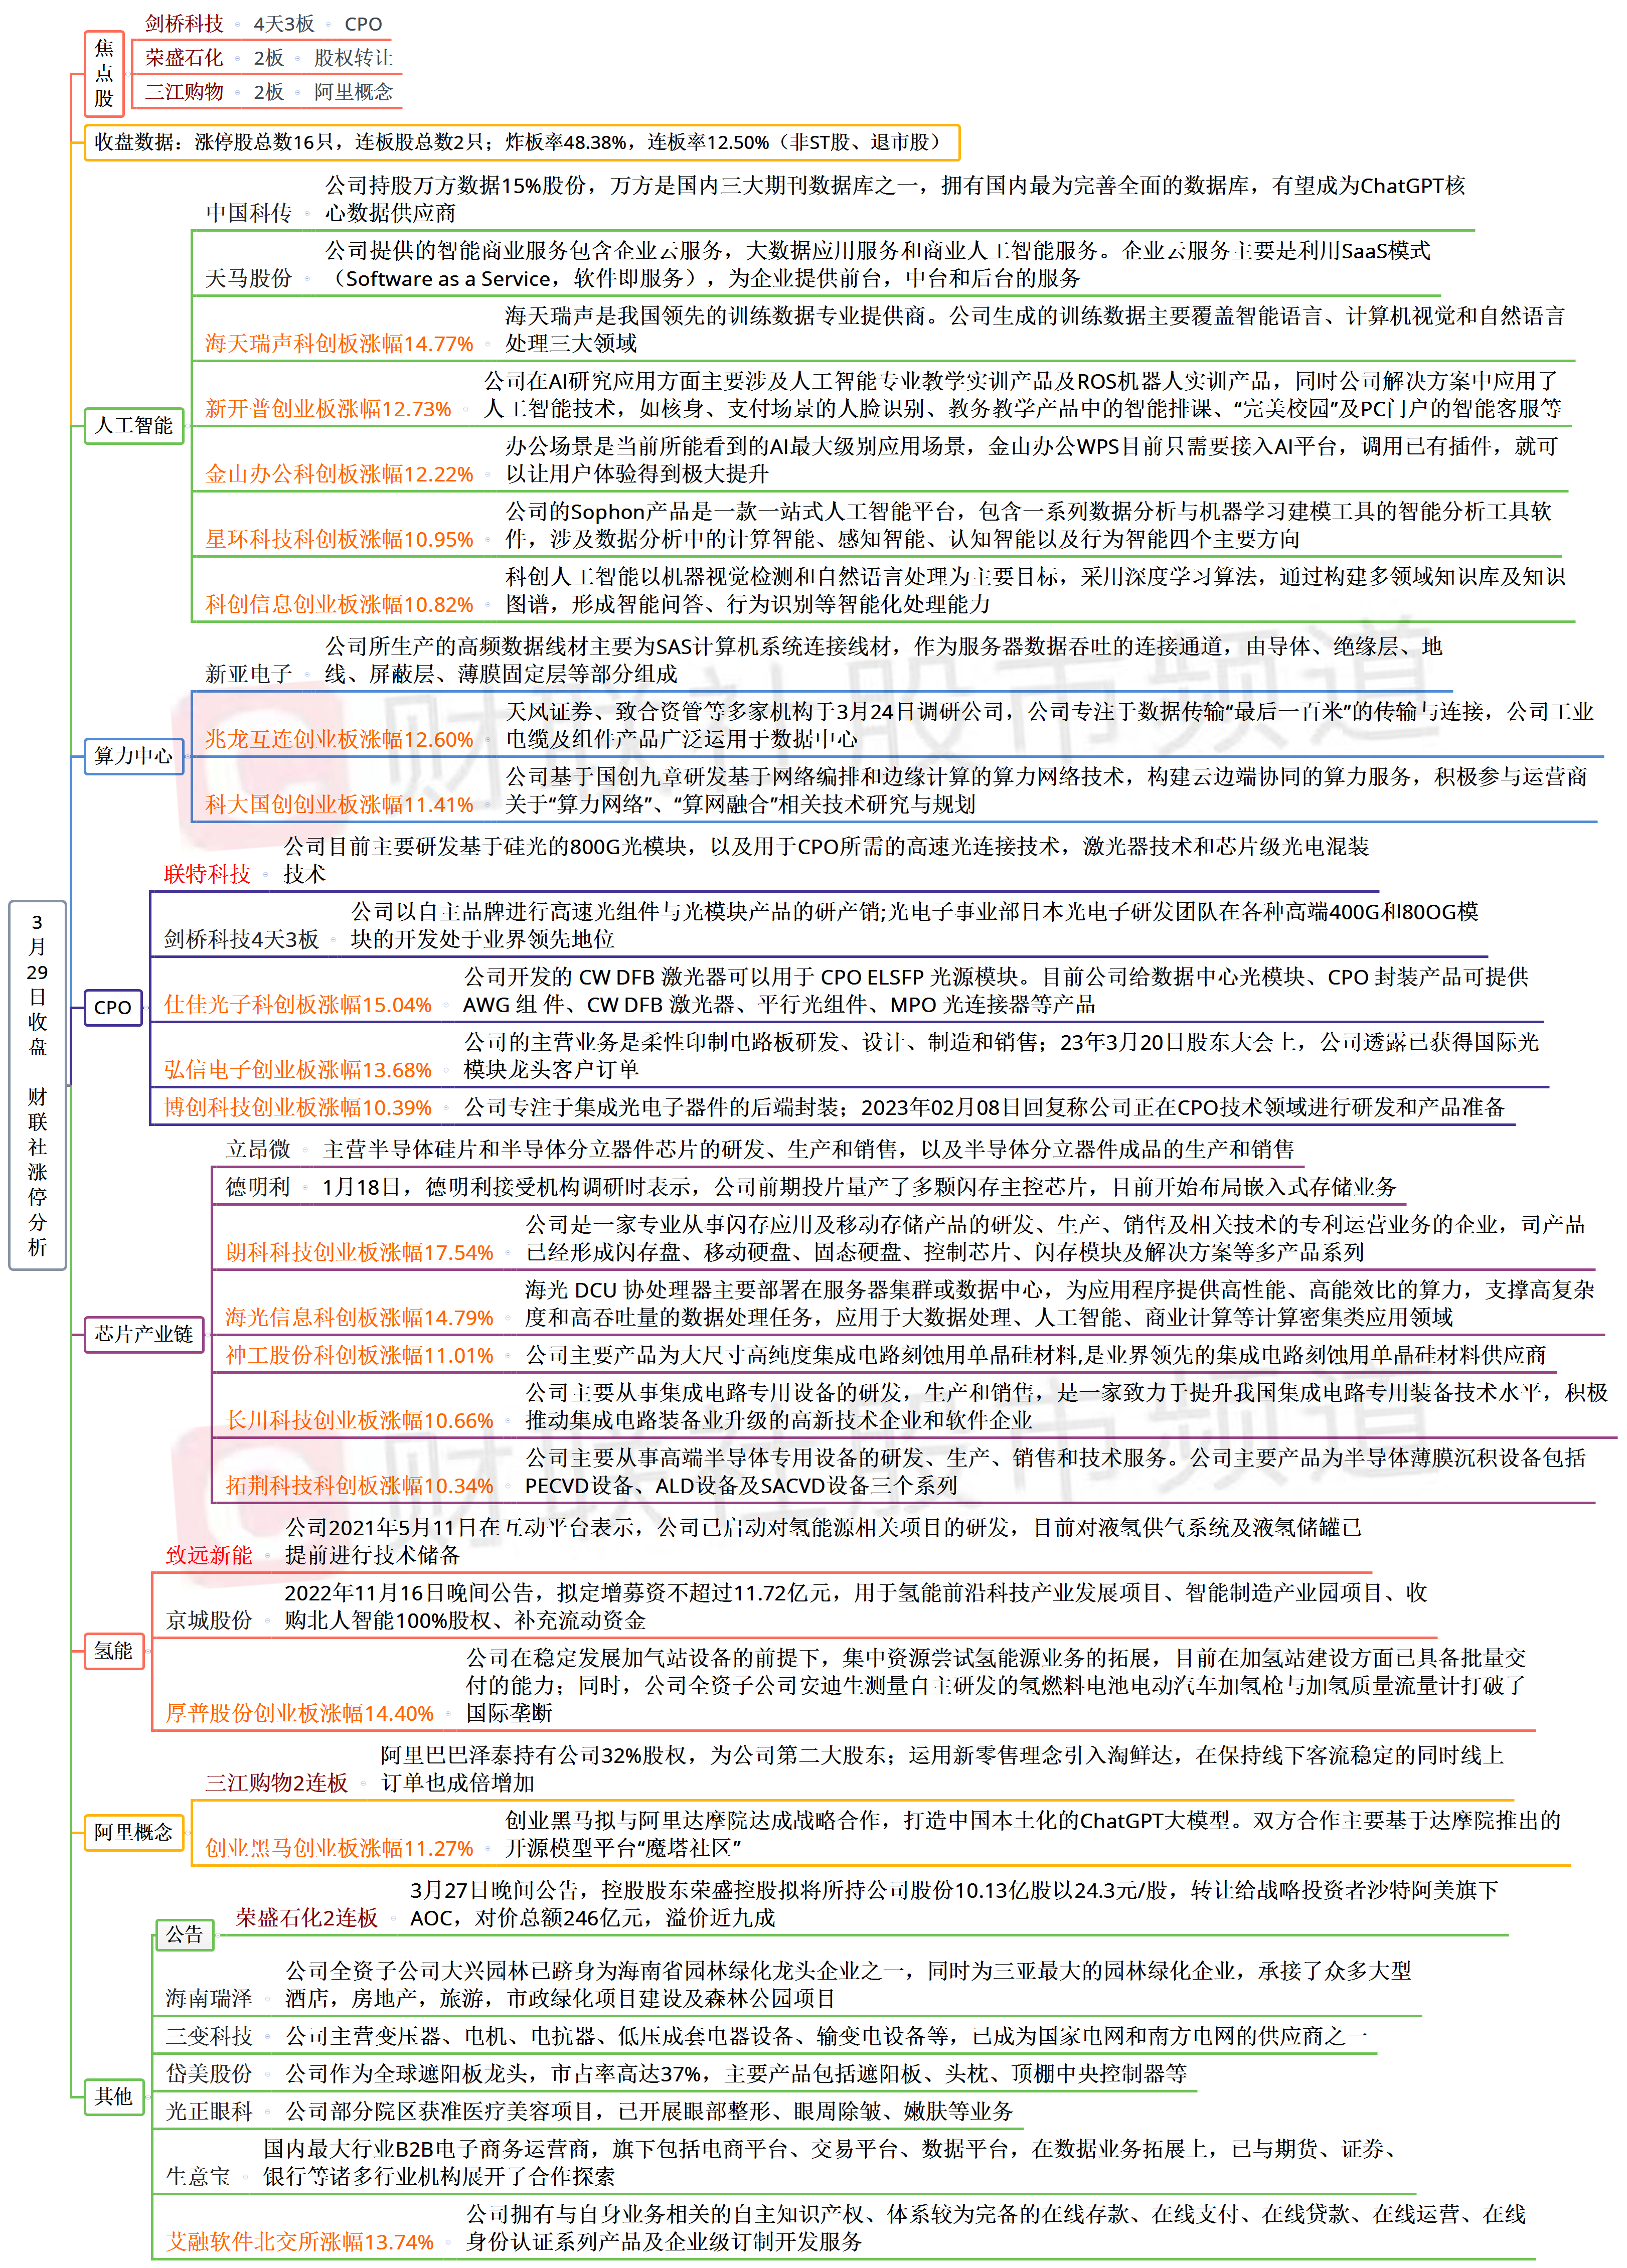 3月29日收盘 财联社涨停分析
焦点股
剑桥科技 4天3板 CPO
荣盛石化 2板 股权转让
三江购物 2板 阿里概念
收盘数据：涨停股总数16只，连板股总数2只；炸板率48.38%，连板率12.50%（非ST股、退市股）
人工智能
中国科传
公司持股万方数据15%股份，万方是国内三大期刊数据库之一，拥有国内最为完善全面的数据库，有望成为ChatGPT核
心数据供应商
天马股份
公司提供的智能商业服务包含企业云服务，大数据应用服务和商业人工智能服务。企业云服务主要是利用SaaS模式
（Software as a Service，软件即服务），为企业提供前台，中台和后台的服务
海天瑞声科创板涨幅14.77%
海天瑞声是我国领先的训练数据专业提供商。公司生成的训练数据主要覆盖智能语言、计算机视觉和自然语言
处理三大领域
新开普创业板涨幅12.73%
公司在AI研究应用方面主要涉及人工智能专业教学实训产品及ROS机器人实训产品，同时公司解决方案中应用了
人工智能技术，如核身、支付场景的人脸识别、教务教学产品中的智能排课、“完美校园”及PC门户的智能客服等
金山办公科创板涨幅12.22%
办公场景是当前所能看到的AI最大级别应用场景，金山办公WPS目前只需要接入AI平台，调用已有插件，就可
以让用户体验得到极大提升
星环科技科创板涨幅10.95%
公司的Sophon产品是一款一站式人工智能平台，包含一系列数据分析与机器学习建模工具的智能分析工具软
件，涉及数据分析中的计算智能、感知智能、认知智能以及行为智能四个主要方向
科创信息创业板涨幅10.82%
科创人工智能以机器视觉检测和自然语言处理为主要目标，采用深度学习算法，通过构建多领域知识库及知识
图谱，形成智能问答、行为识别等智能化处理能力
算力中心
新亚电子
公司所生产的高频数据线材主要为SAS计算机系统连接线材，作为服务器数据吞吐的连接通道，由导体、绝缘层、地
线、屏蔽层、薄膜固定层等部分组成
兆龙互连创业板涨幅12.60%
天风证券、致合资管等多家机构于3月24日调研公司，公司专注于数据传输“最后一百米”的传输与连接，公司工业
电缆及组件产品广泛运用于数据中心
科大国创创业板涨幅11.41%
公司基于国创九章研发基于网络编排和边缘计算的算力网络技术，构建云边端协同的算力服务，积极参与运营商
关于“算力网络”、“算网融合”相关技术研究与规划
财联社股市频道
CPO
联特科技
公司目前主要研发基于硅光的800G光模块，以及用于CPO所需的高速光连接技术，激光器技术和芯片级光电混装
技术
剑桥科技4天3板
公司以自主品牌进行高速光组件与光模块产品的研产销;光电子事业部日本光电子研发团队在各种高端400G和80OG模
块的开发处于业界领先地位
仕佳光子科创板涨幅15.04%
公司开发的 CW DFB 激光器可以用于 CPO ELSFP 光源模块。目前公司给数据中心光模块、CPO 封装产品可提供
AWG 组 件、CW DFB 激光器、平行光组件、MPO 光连接器等产品
弘信电子创业板涨幅13.68%
公司的主营业务是柔性印制电路板研发、设计、制造和销售；23年3月20日股东大会上，公司透露已获得国际光
模块龙头客户订单
博创科技创业板涨幅10.39%
公司专注于集成光电子器件的后端封装；2023年02月08日回复称公司正在CPO技术领域进行研发和产品准备
芯片产业链
立昂微
主营半导体硅片和半导体分立器件芯片的研发、生产和销售，以及半导体分立器件成品的生产和销售
德明利
1月18日，德明利接受机构调研时表示，公司前期投片量产了多颗闪存主控芯片，目前开始布局嵌入式存储业务
朗科科技创业板涨幅17.54%
公司是一家专业从事闪存应用及移动存储产品的研发、生产、销售及相关技术的专利运营业务的企业，司产品
已经形成闪存盘、移动硬盘、固态硬盘、控制芯片、闪存模块及解决方案等多产品系列
海光信息科创板涨幅14.79%
海光 DCU 协处理器主要部署在服务器集群或数据中心，为应用程序提供高性能、高能效比的算力，支撑高复杂
度和高吞吐量的数据处理任务，应用于大数据处理、人工智能、商业计算等计算密集类应用领域
神工股份科创板涨幅11.01%
公司主要产品为大尺寸高纯度集成电路刻蚀用单晶硅材料,是业界领先的集成电路刻蚀用单晶硅材料供应商
长川科技创业板涨幅10.66%
公司主要从事集成电路专用设备的研发，生产和销售，是一家致力于提升我国集成电路专用装备技术水平，积极
推动集成电路装备业升级的高新技术企业和软件企业
拓荆科技科创板涨幅10.34%
公司主要从事高端半导体专用设备的研发、生产、销售和技术服务。公司主要产品为半导体薄膜沉积设备包括
PECVD设备、ALD设备及SACVD设备三个系列
财联社股市频道
氢能
致远新能
公司2021年5月11日在互动平台表示，公司已启动对氢能源相关项目的研发，目前对液氢供气系统及液氢储罐已
提前进行技术储备
京城股份
2022年11月16日晚间公告，拟定增募资不超过11.72亿元，用于氢能前沿科技产业发展项目、智能制造产业园项目、收
购北人智能100%股权、补充流动资金
厚普股份创业板涨幅14.40%
公司在稳定发展加气站设备的前提下，集中资源尝试氢能源业务的拓展，目前在加氢站建设方面已具备批量交
付的能力；同时，公司全资子公司安迪生测量自主研发的氢燃料电池电动汽车加氢枪与加氢质量流量计打破了
国际垄断
阿里概念
三江购物2连板
阿里巴巴泽泰持有公司32%股权，为公司第二大股东；运用新零售理念引入淘鲜达，在保持线下客流稳定的同时线上
订单也成倍增加
创业黑马创业板涨幅11.27%
创业黑马拟与阿里达摩院达成战略合作，打造中国本土化的ChatGPT大模型。双方合作主要基于达摩院推出的
开源模型平台“魔塔社区”
其他
公告
荣盛石化2连板
3月27日晚间公告，控股股东荣盛控股拟将所持公司股份10.13亿股以24.3元/股，转让给战略投资者沙特阿美旗下
AOC，对价总额246亿元，溢价近九成
海南瑞泽
公司全资子公司大兴园林已跻身为海南省园林绿化龙头企业之一，同时为三亚最大的园林绿化企业，承接了众多大型
酒店，房地产，旅游，市政绿化项目建设及森林公园项目
三变科技
公司主营变压器、电机、电抗器、低压成套电器设备、输变电设备等，已成为国家电网和南方电网的供应商之一
岱美股份
公司作为全球遮阳板龙头，市占率高达37%，主要产品包括遮阳板、头枕、顶棚中央控制器等
光正眼科
公司部分院区获准医疗美容项目，已开展眼部整形、眼周除皱、嫩肤等业务
生意宝
国内最大行业B2B电子商务运营商，旗下包括电商平台、交易平台、数据平台，在数据业务拓展上，已与期货、证券、
银行等诸多行业机构展开了合作探索
艾融软件北交所涨幅13.74%
公司拥有与自身业务相关的自主知识产权、体系较为完备的在线存款、在线支付、在线贷款、在线运营、在线
身份认证系列产品及企业级订制开发服务